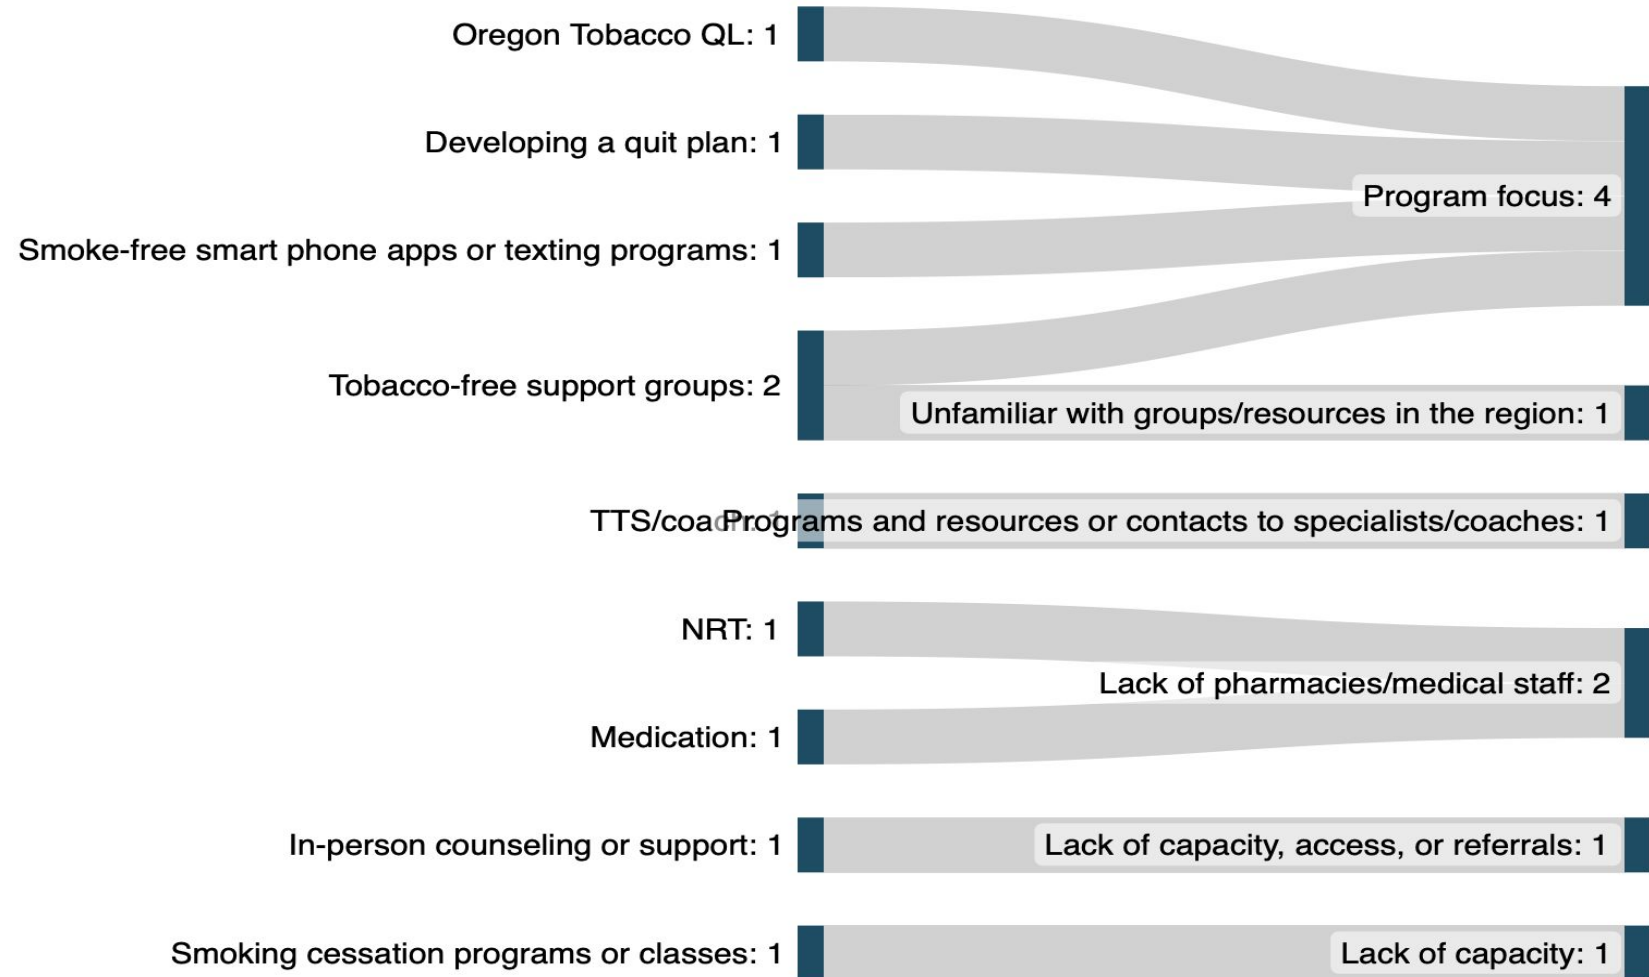 Oregon Tobacco QL: 1
Developing a quit plan: 1
Program focus: 4
Smoke-free smart phone apps or texting programs: 1
Tobacco-free support groups: 2
Unfamiliar with groups/resources in the region: 1
TTS/coach: 1
Programs and resources or contacts to specialists/coaches: 1
NRT: 1
Lack of pharmacies/medical staff: 2
Medication: 1
In-person counseling or support: 1
Lack of capacity, access, or referrals: 1
Smoking cessation programs or classes: 1
Lack of capacity: 1